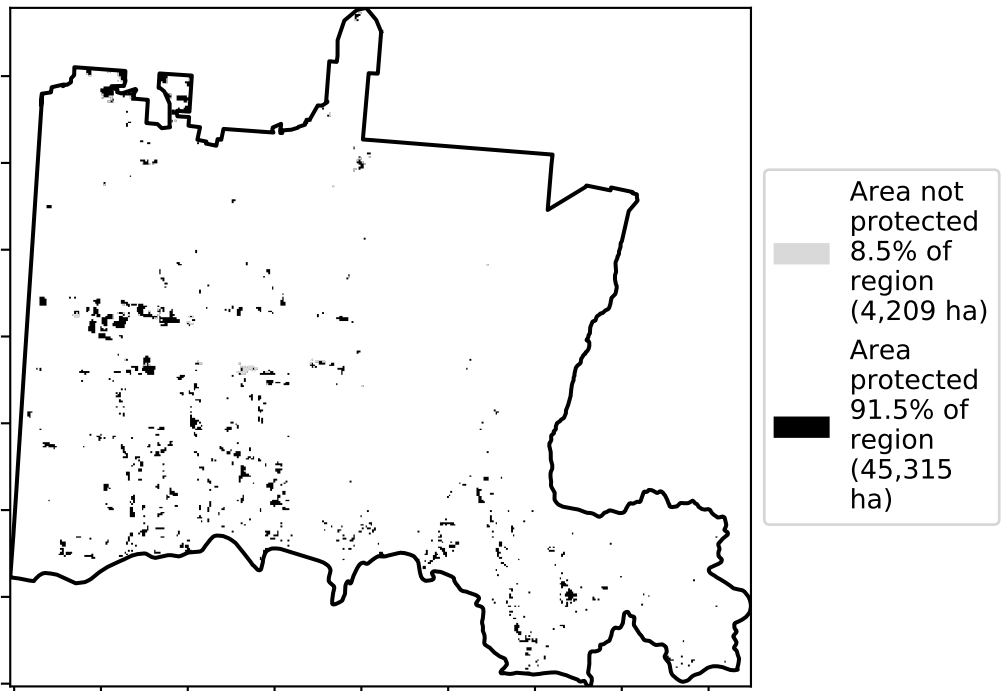 Area not
protected
8.5% of
region
(4,209 ha)
Area
protected
91.5% of
region
(45,315
ha)